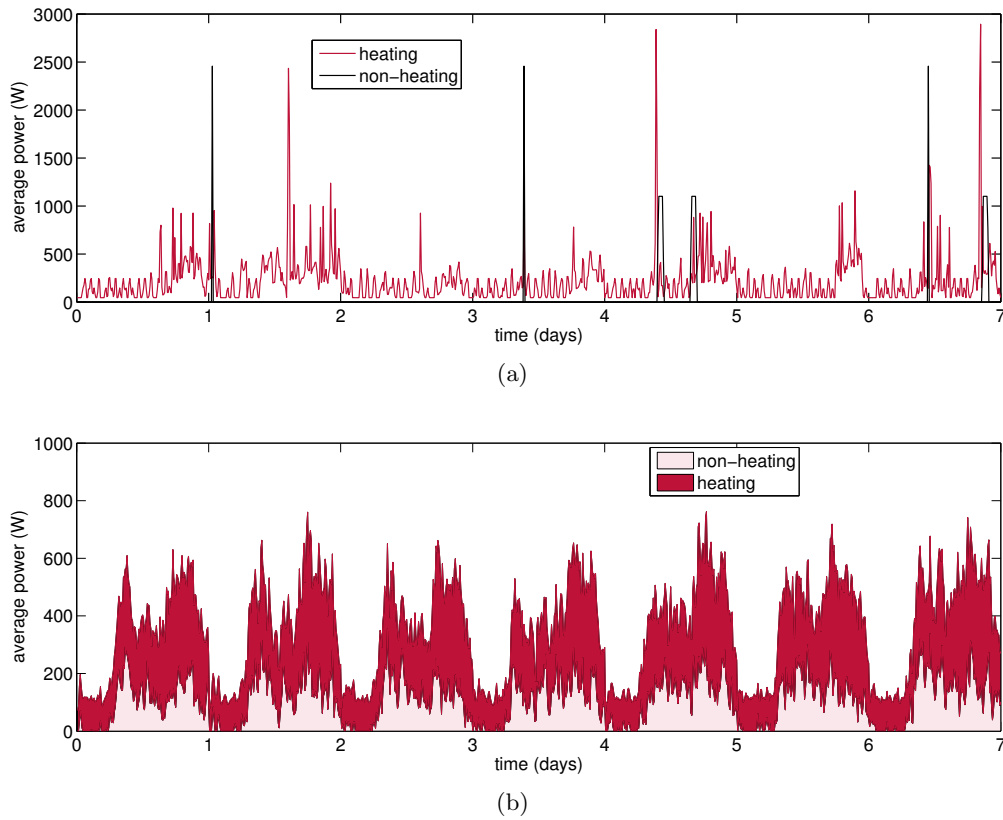 3000
2500
2000
1500
1000
500
0
average power (W)
heating
non−heating
0 1 2 3 4 5 6 7
time (days)
(a)
1000
800
600
400
200
0
average power (W)
non−heating
heating
0 1 2 3 4 5 6 7
time (days)
(b)